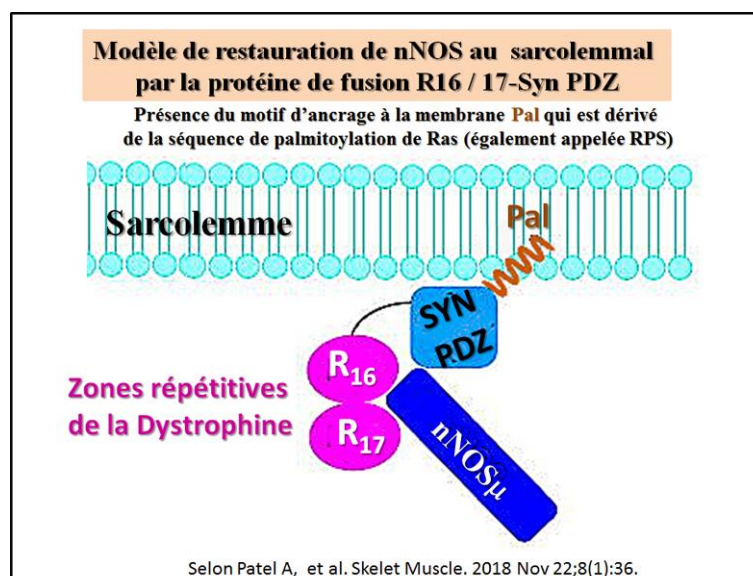 Modèle de restauration de nNOS au sarcolemmal
par la protéine de fusion R16 / 17-Syn PDZ
Présence du motif d’ancrage à la membrane Pal qui est dérivé
de la séquence de palmitoylation de Ras (également appelée RPS)
Sarcolemme
Pal
SYN
PDZ
R16
Zones répétitives
de la Dystrophine
R17
nNOSµ
Selon Patel A, et al. Skelet Muscle. 2018 Nov 22;8(1):36.